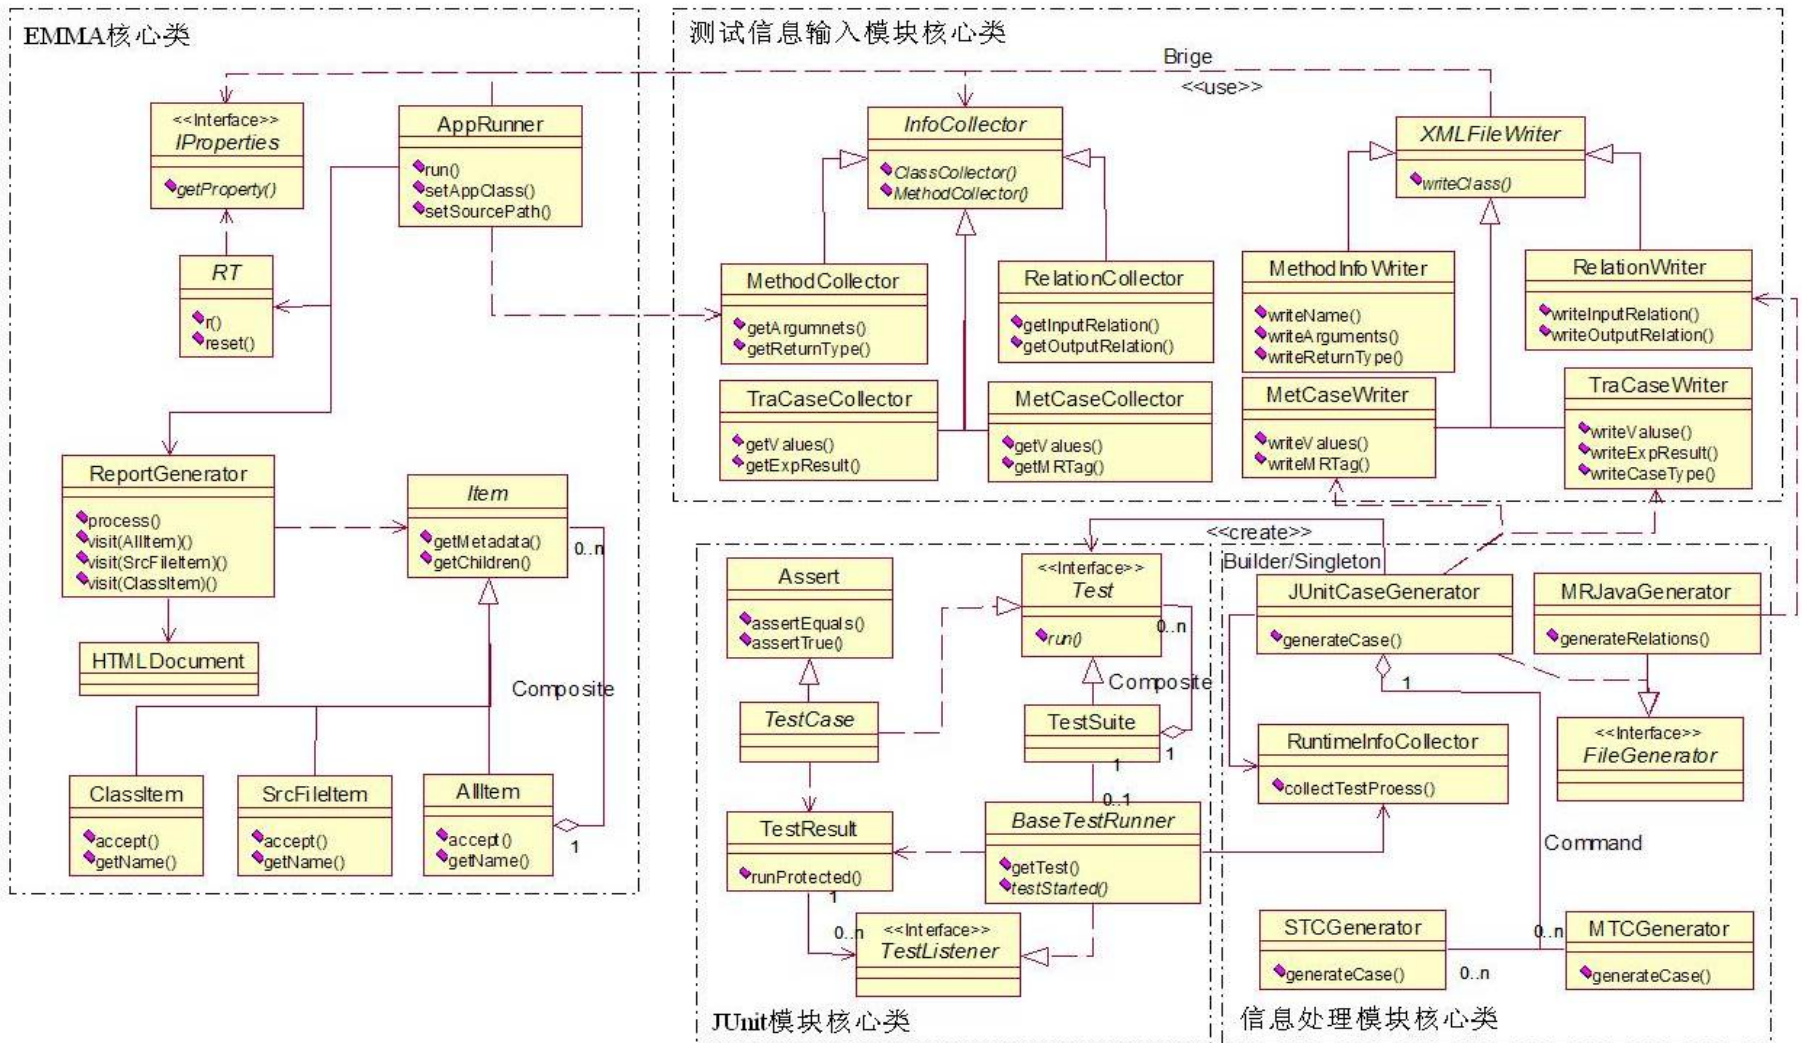 EMMA核心类
<<Interface>>
IProperties
getProperty()
AppRunner
run()
setAppClass()
setSourcePath()
RT
r()
reset()
ReportGenerator
process()
visit(AllItem)()
visit(SrcFileItem)()
visit(ClassItem)()
Item
getMetadata()
getChildren()
0..n
HTMLDocument
Composite
ClassItem
accept()
getName()
SrcFileItem
accept()
getName()
AllItem
accept()
getName()
1
测试信息输入模块核心类
Brige
<<use>>
InfoCollector
ClassCollector()
MethodCollector()
XMLFileWriter
writeClass()
MethodCollector
getArgumnets()
getReturnType()
RelationCollector
getInputRelation()
getOutputRelation()
MethodInfoWriter
writeName()
writeArguments()
writeReturnType()
RelationWriter
writeInputRelation()
writeOutputRelation()
TraCaseCollector
getValues()
getExpResult()
MetCaseCollector
getValues()
getMRTag()
MetCaseWriter
writeValues()
writeMRTag()
TraCaseWriter
writeValuse()
writeExpResult()
writeCaseType()
<<create>>
Assert
assertEquals()
assertTrue()
<<Interface>>
Test
run()
0..n
Composite
TestCase
TestSuite
1
1
0..1
TestResult
runProtected()
1
BaseTestRunner
getTest()
testStarted()
0..n
<<Interface>>
TestListener
JUnit模块核心类
Builder/Singleton
JUnitCaseGenerator
generateCase()
MRJavaGenerator
generateRelations()
1
RuntimeInfoCollector
collectTestProess()
<<Interface>>
FileGenerator
Command
STCGenerator
generateCase()
0..n
0..n
MTCGenerator
generateCase()
信息处理模块核心类